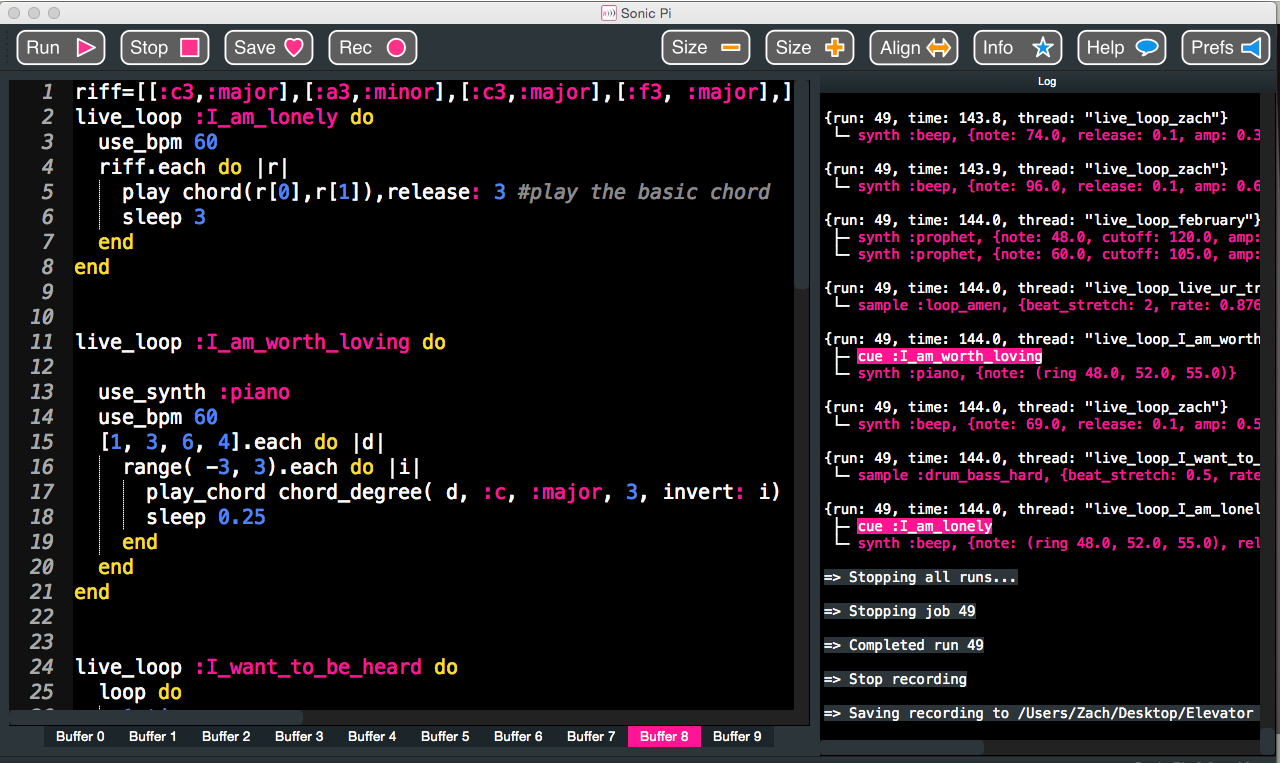 Sonic Pi
Run Stop Save Rec Size Size Align Info Help Prefs
1 riff=[[:c3,:major],[:a3,:minor],[:c3,:major],[:f3, :major],]
2 live_loop :I_am_lonely do
3 use_bpm 60
4 riff.each do |r|
5 play chord(r[0],r[1]),release: 3 #play the basic chord
6 sleep 3
7 end
8 end
9
10
11 live_loop :I_am_worth_loving do
12
13 use_synth :piano
14 use_bpm 60
15 [1, 3, 6, 4].each do |d|
16 range( -3, 3).each do |i|
17 play_chord chord_degree( d, :c, :major, 3, invert: i)
18 sleep 0.25
19 end
20 end
21 end
22
23
24 live_loop :I_want_to_be_heard do
25 loop do
Buffer 0 Buffer 1 Buffer 2 Buffer 3 Buffer 4 Buffer 5 Buffer 6 Buffer 7 Buffer 8 Buffer 9
Log
{run: 49, time: 143.8, thread: "live_loop_zach"}
synth :beep, {note: 74.0, release: 0.1, amp: 0.3
{run: 49, time: 143.9, thread: "live_loop_zach"}
synth :beep, {note: 96.0, release: 0.1, amp: 0.6
{run: 49, time: 144.0, thread: "live_loop_february"}
synth :prophet, {note: 48.0, cutoff: 120.0, amp:
synth :prophet, {note: 60.0, cutoff: 105.0, amp:
{run: 49, time: 144.0, thread: "live_loop_live_ur_tr
sample :loop_amen, {beat_stretch: 2, rate: 0.876
{run: 49, time: 144.0, thread: "live_loop_I_am_worth
cue :I_am_worth_loving
synth :piano, {note: (ring 48.0, 52.0, 55.0)}
{run: 49, time: 144.0, thread: "live_loop_zach"}
synth :beep, {note: 69.0, release: 0.1, amp: 0.5
{run: 49, time: 144.0, thread: "live_loop_I_want_to_
sample :drum_bass_hard, {beat_stretch: 0.5, rate
{run: 49, time: 144.0, thread: "live_loop_I_am_lonel
cue :I_am_lonely
synth :beep, {note: (ring 48.0, 52.0, 55.0), rel
=> Stopping all runs...
=> Stopping job 49
=> Completed run 49
=> Stop recording
=> Saving recording to /Users/Zach/Desktop/Elevator